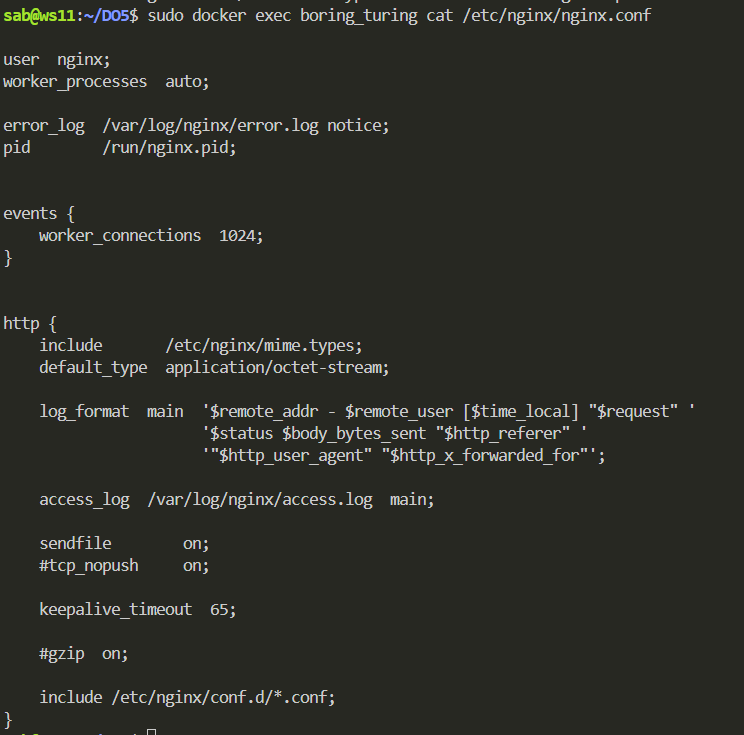 sab@ws11:~/DO5$ sudo docker exec boring_turing cat /etc/nginx/nginx.conf
user  nginx;
worker_processes  auto;
error_log  /var/log/nginx/error.log notice;
pid        /run/nginx.pid;
events {
    worker_connections  1024;
}
http {
    include       /etc/nginx/mime.types;
    default_type  application/octet-stream;
    log_format  main  '$remote_addr - $remote_user [$time_local] "$request" '
                      '$status $body_bytes_sent "$http_referer" '
                      '"$http_user_agent" "$http_x_forwarded_for"';
    access_log  /var/log/nginx/access.log  main;
    sendfile        on;
    #tcp_nopush     on;
    keepalive_timeout  65;
    #gzip  on;
    include /etc/nginx/conf.d/*.conf;
}